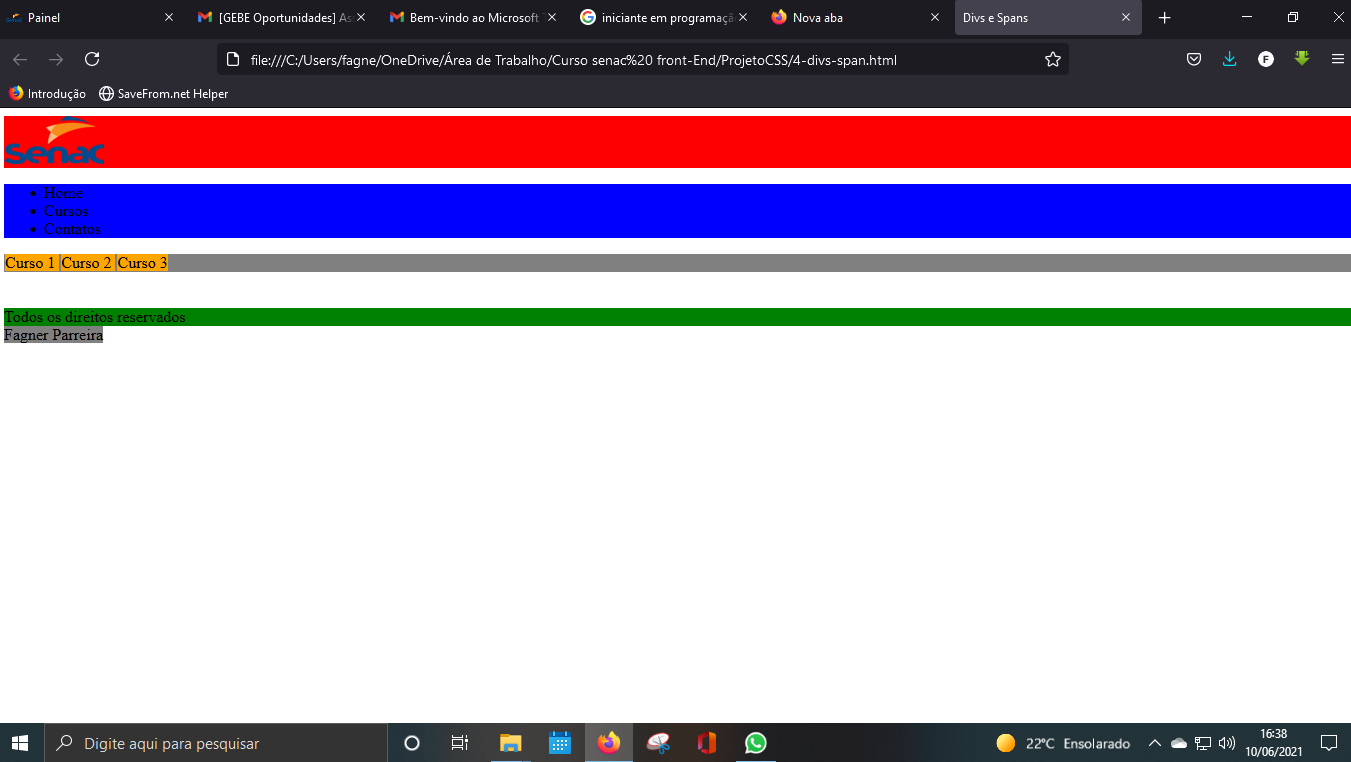 Painel
[GEBE Oportunidades] As
Bem-vindo ao Microsoft
iniciante em programaçã
Nova aba
Divs e Spans
file:///C:/Users/fagne/OneDrive/Área de Trabalho/Curso senac%20 front-End/ProjetoCSS/4-divs-span.html
F
Introdução
SaveFrom.net Helper
Senac
Home
Cursos
Contatos
Curso 1 Curso 2 Curso 3
Todos os direitos reservados
Fagner Parreira
Digite aqui para pesquisar
22°C Ensolarado
16:38
10/06/2021